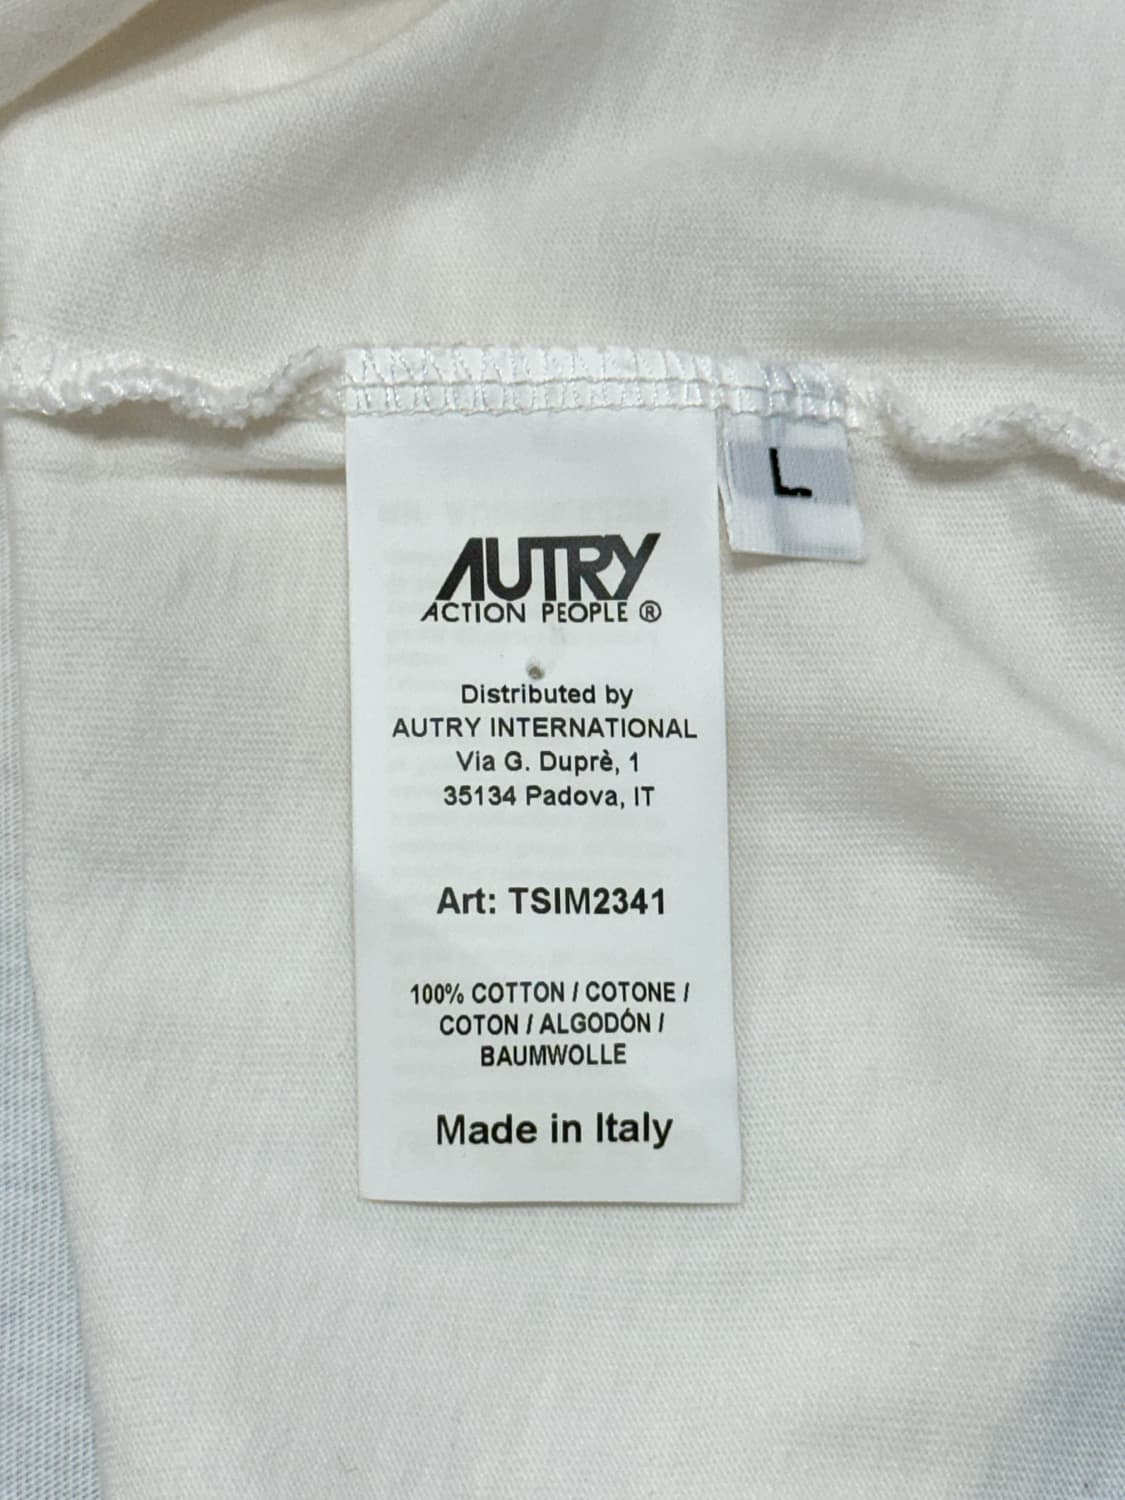 L
AUTRY
ACTION PEOPLE ®
Distributed by
AUTRY INTERNATIONAL
Via G. Duprè, 1
35134 Padova, IT
Art: TSIM2341
100% COTTON / COTONE /
COTON / ALGODÓN /
BAUMWOLLE
Made in Italy